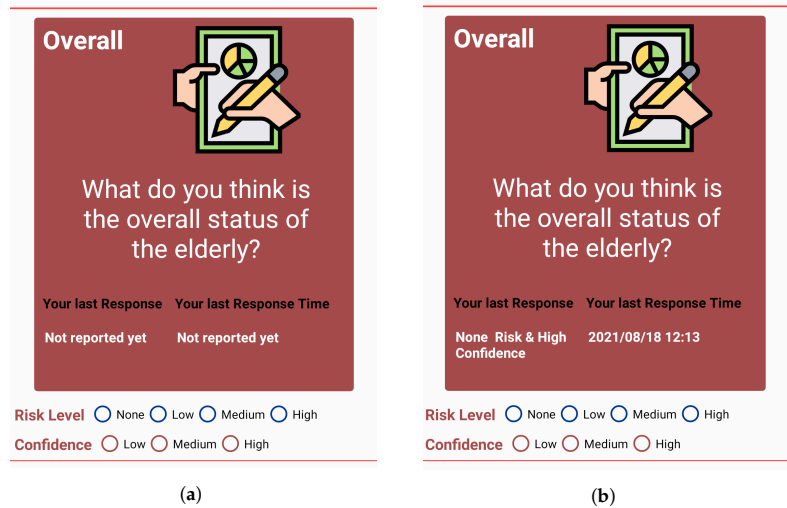 Overall
What do you think is
the overall status of
the elderly?
Your last Response Your last Response Time
Not reported yet Not reported yet
Risk Level None Low Medium High
Confidence Low Medium High
(a)
Overall
What do you think is
the overall status of
the elderly?
Your last Response Your last Response Time
None Risk & High 2021/08/18 12:13
Confidence
Risk Level None Low Medium High
Confidence Low Medium High
(b)